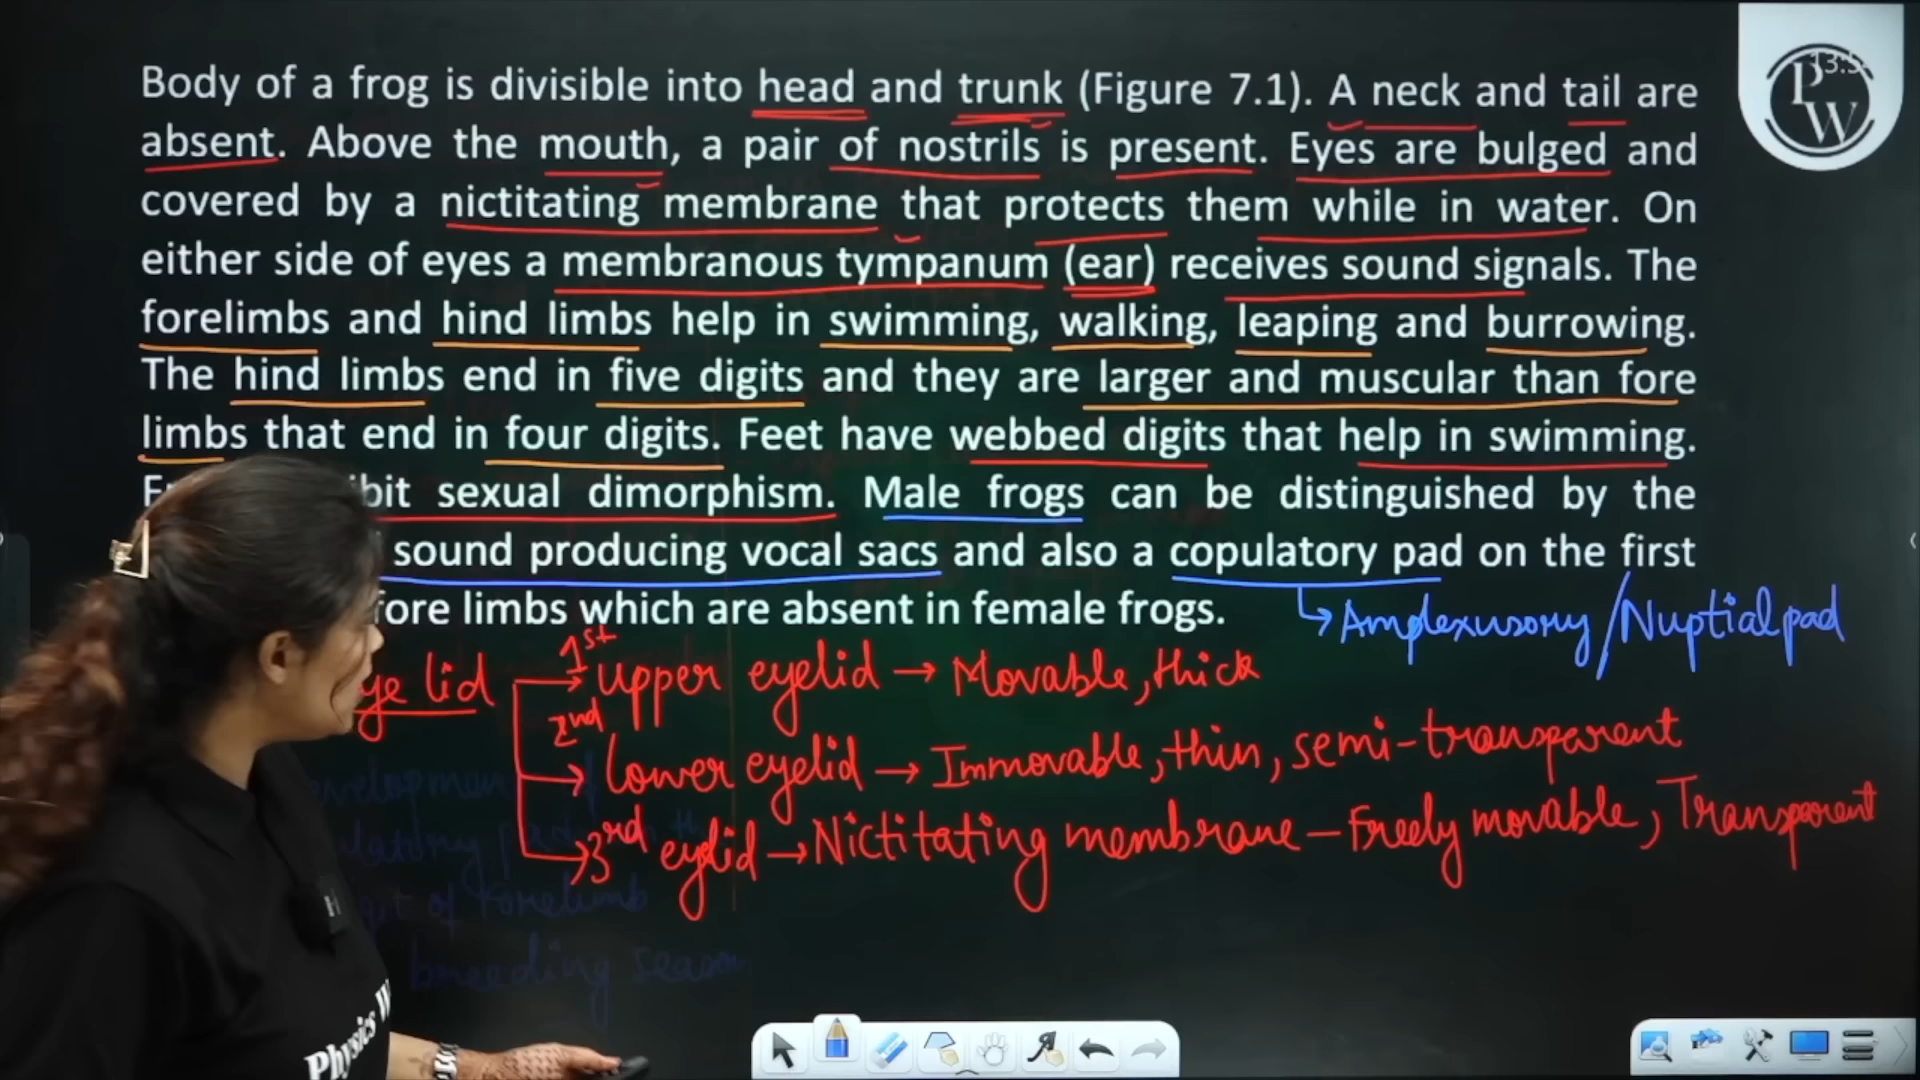 Body of a frog is divisible into head and trunk (Figure 7.1). A neck and tail are
absent. Above the mouth, a pair of nostrils is present. Eyes are bulged and
covered by a nictitating membrane that protects them while in water. On
either side of eyes a membranous tympanum (ear) receives sound signals. The
forelimbs and hind limbs help in swimming, walking, leaping and burrowing.
The hind limbs end in five digits and they are larger and muscular than fore
limbs that end in four digits. Feet have webbed digits that help in swimming.
sexual dimorphism. Male frogs can be distinguished by the
sound producing vocal sacs and also a copulatory pad on the first
fore limbs which are absent in female frogs.
↳ Amplexusory/Nuptial pad
lid
1st upper eyelid → Movable, thick
2nd Lower eyelid → Immovable, thin, semi-transparent
3rd eyelid → Nictitating membrane - Freely movable, Transparent
of forelimb
breeding season
PW
Physics W